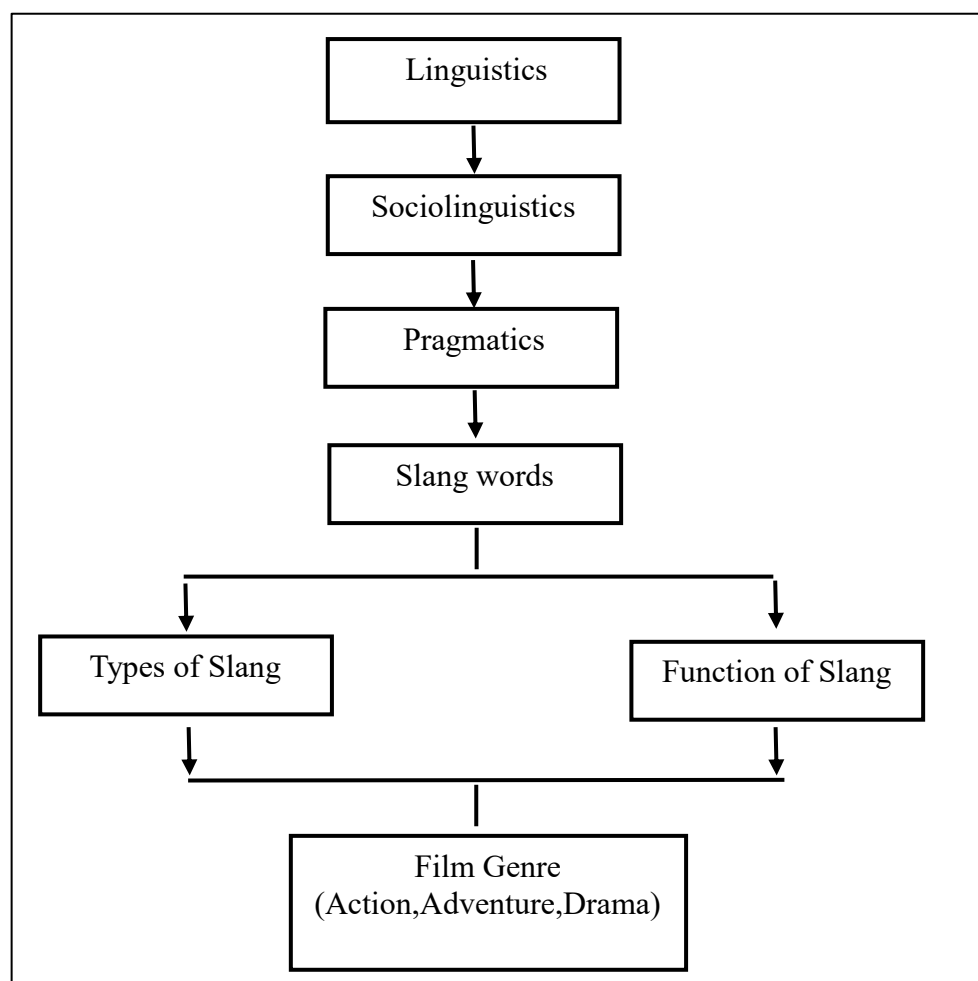 Linguistics
Sociolinguistics
Pragmatics
Slang words
Types of Slang
Function of Slang
Film Genre
(Action,Adventure,Drama)